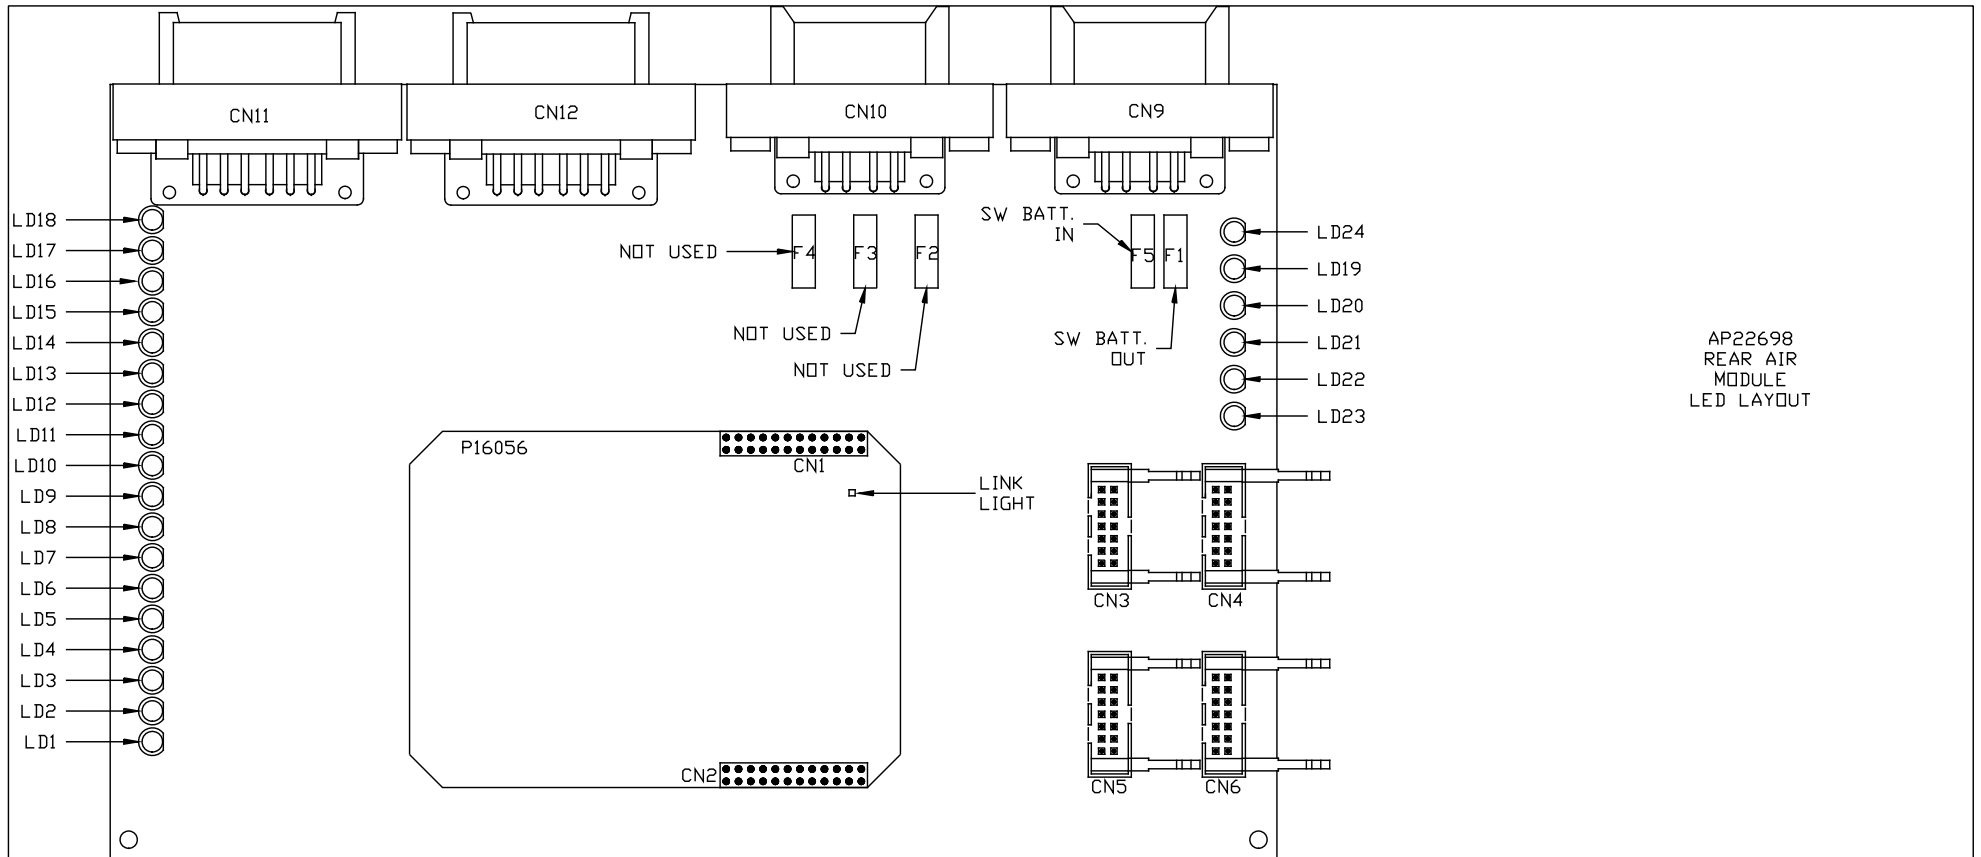 CN11
CN12
CN10
CN9
LD18
LD17
LD16
LD15
LD14
LD13
LD12
LD11
LD10
LD9
LD8
LD7
LD6
LD5
LD4
LD3
LD2
LD1
NOT USED
F4
F3
F2
NOT USED
NOT USED
SW BATT.
IN
F5
F1
SW BATT.
OUT
LD24
LD19
LD20
LD21
LD22
LD23
AP22698
REAR AIR
MODULE
LED LAYOUT
P16056
CN1
LINK
LIGHT
CN2
CN3
CN4
CN5
CN6